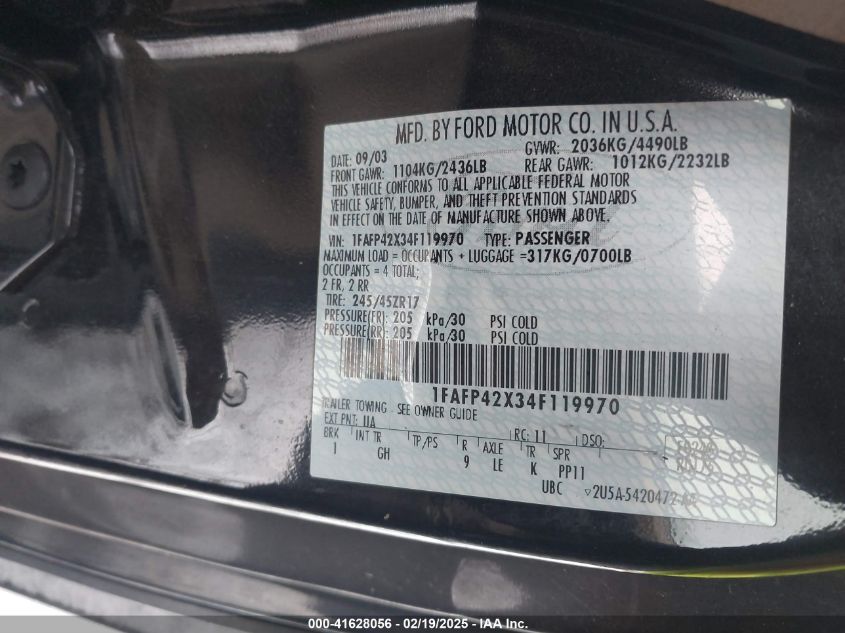 MFD. BY FORD MOTOR CO. IN U.S.A.
DATE: 09/03 GVWR: 2036KG/4490LB
FRONT GAWR: 1104KG/2436LB REAR GAWR: 1012KG/2232LB
THIS VEHICLE CONFORMS TO ALL APPLICABLE FEDERAL MOTOR
VEHICLE SAFETY, BUMPER, AND THEFT PREVENTION STANDARDS
IN EFFECT ON THE DATE OF MANUFACTURE SHOWN ABOVE.
VIN: 1FAFP42X34F119970 TYPE: PASSENGER
MAXIMUM LOAD = OCCUPANTS + LUGGAGE =317KG/0700LB
OCCUPANTS = 4 TOTAL;
2 FR, 2 RR
TIRE: 245/45ZR17
PRESSURE(FR) 205 kPa/30 PSI COLD
PRESSURE(RR) 205 kPa/30 PSI COLD
1FAFP42X34F119970
TRAILER TOWING - SEE OWNER GUIDE
EXT PNT: UA RC: 11 DSO:
BRK INT TR TP/PS R AXLE TR SPR
1 GH 9 LE K PP11
UBC ▽2U5A-5420472
000-41628056 - 02/19/2025 - IAA Inc.